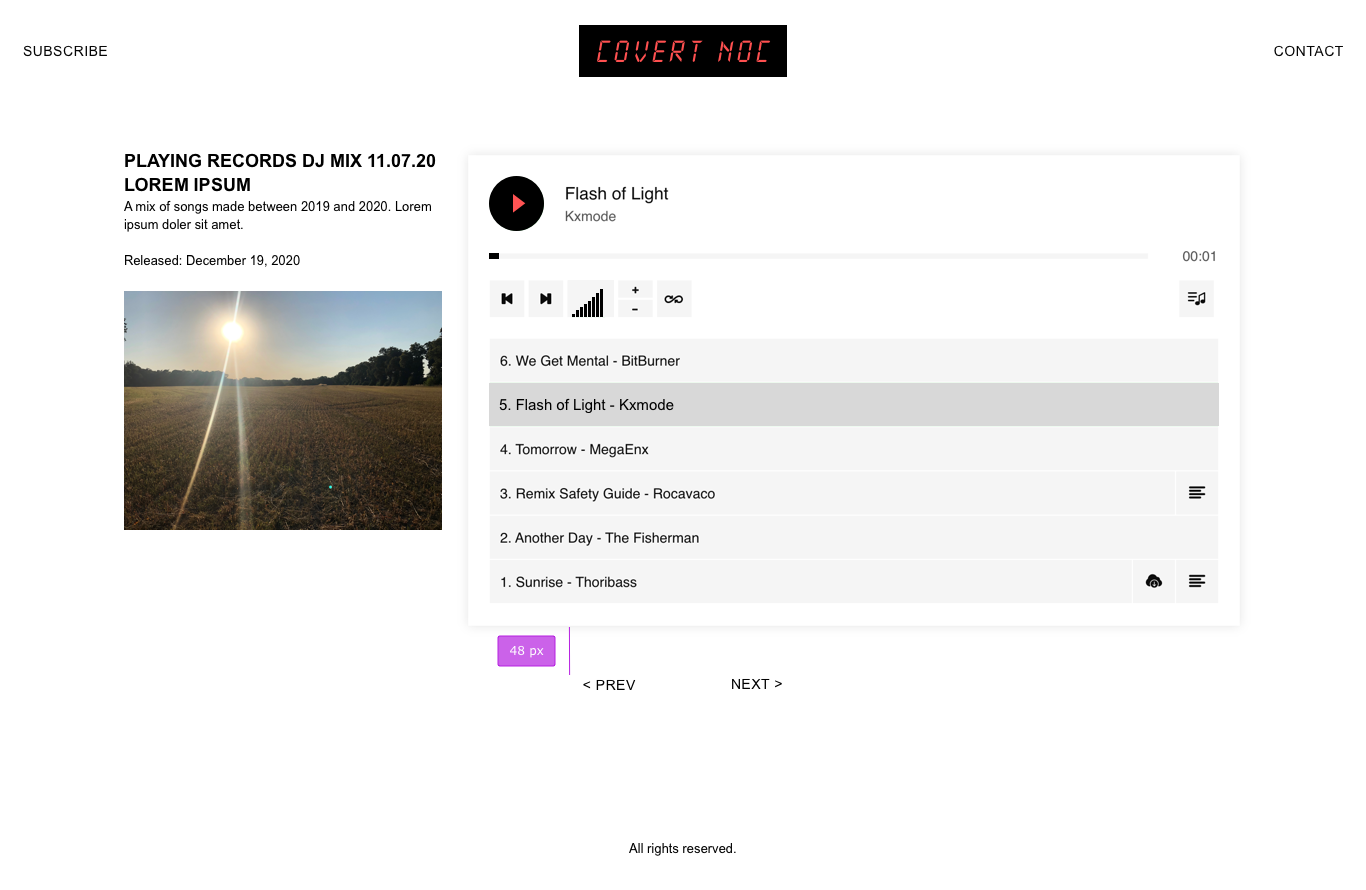 SUBSCRIBE
COVERT NOC
CONTACT
PLAYING RECORDS DJ MIX 11.07.20
LOREM IPSUM
A mix of songs made between 2019 and 2020. Lorem
ipsum doler sit amet.
Released: December 19, 2020
Flash of Light
Kxmode
00:01
6. We Get Mental - BitBurner
5. Flash of Light - Kxmode
4. Tomorrow - MegaEnx
3. Remix Safety Guide - Rocavaco
2. Another Day - The Fisherman
1. Sunrise - Thoribass
48 px
< PREV
NEXT >
All rights reserved.